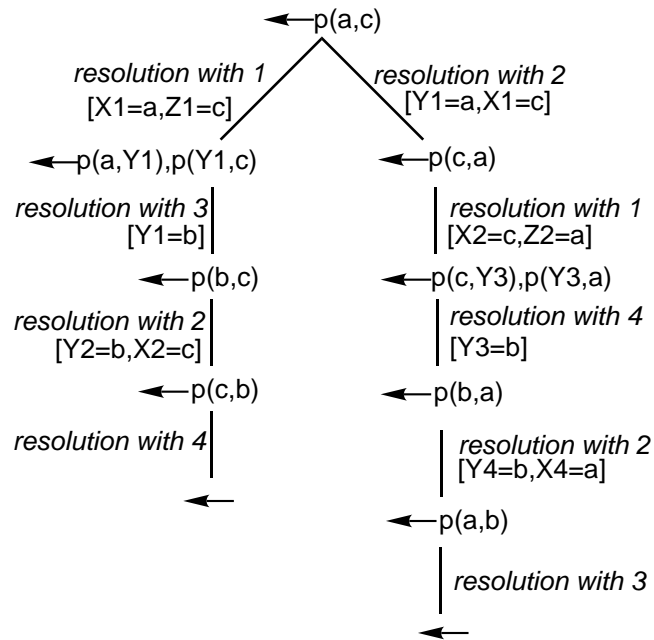 ←p(a,c)
resolution with 1
[X1=a,Z1=c]
resolution with 2
[Y1=a,X1=c]
←p(a,Y1),p(Y1,c)
←p(c,a)
resolution with 3
[Y1=b]
resolution with 1
[X2=c,Z2=a]
←p(b,c)
←p(c,Y3),p(Y3,a)
resolution with 2
[Y2=b,X2=c]
resolution with 4
[Y3=b]
←p(c,b)
←p(b,a)
resolution with 4
resolution with 2
[Y4=b,X4=a]
←
←p(a,b)
resolution with 3
←